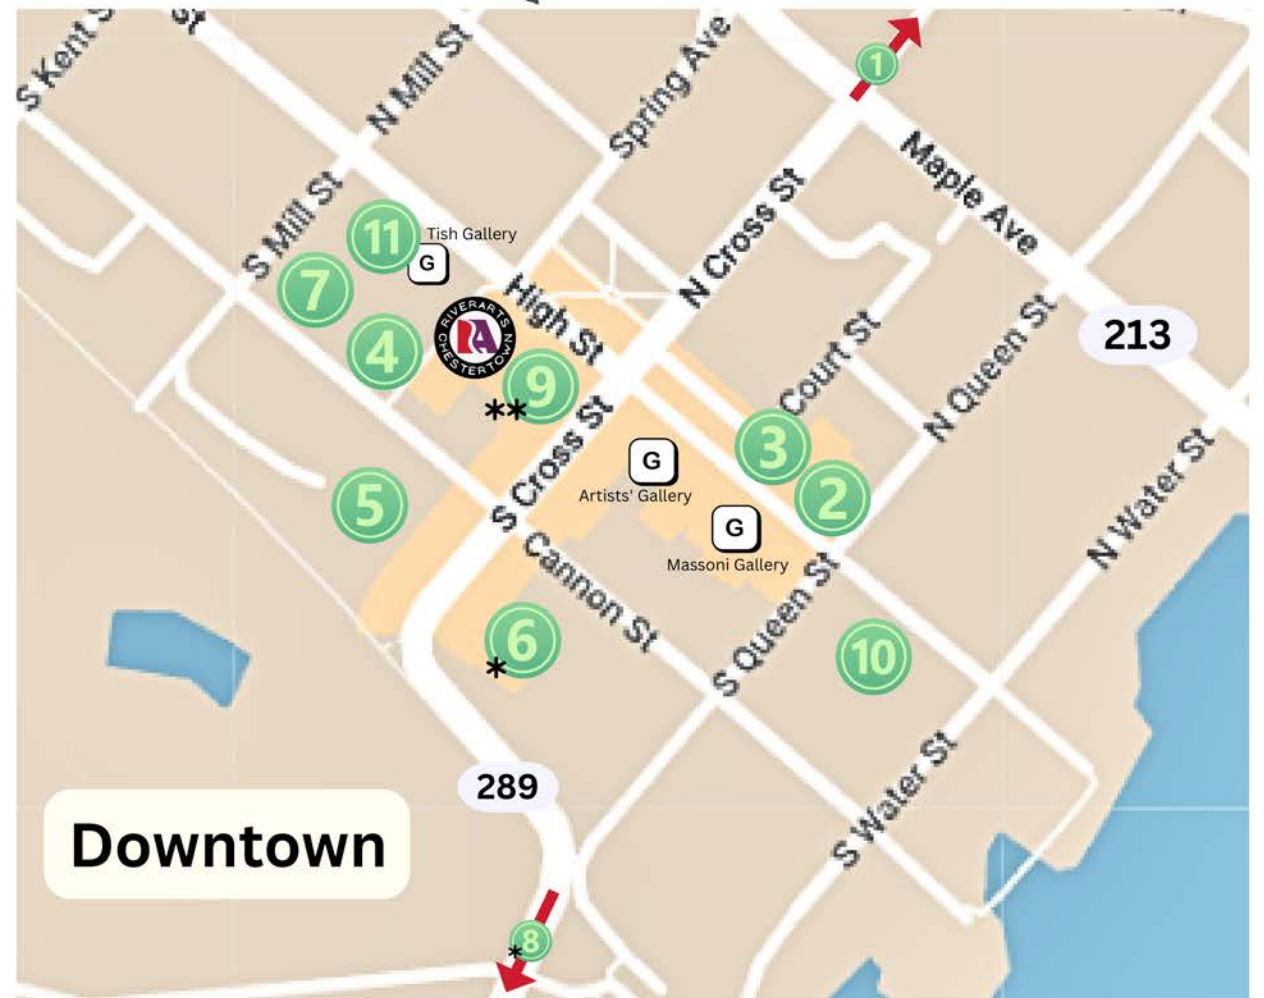 S Kent S
St
N Mill St
Spring Ave
1
Maple Ave
S Mill St
11
Tish Gallery
G
N Cross St
7
High St
RIVERARTS
RA
CHESTERTOWN
4
9
**
Court St
N Queen St
213
S Cross St
G
Artists' Gallery
3
2
G
Massoni Gallery
5
N Water St
Cannon St
6
*
S Queen St
10
S Water St
289
Downtown
8
*